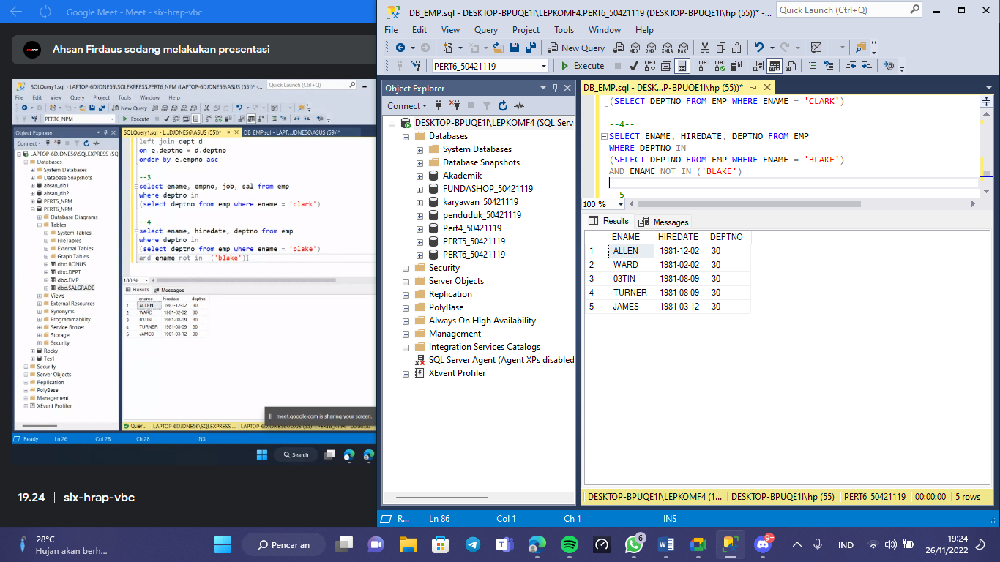 Google Meet - Meet - six-hrap-vbc
Ahsan Firdaus sedang melakukan presentasi
SQLQuery1.sql - LAPTOP-6DJDNE56\SQLEXPRESS.PERT6_NPM (LAPTOP-6DJDNE56\ASUS (55))* -...
Quick Launch (Ctrl+Q)
File Edit View Query Project Tools Window Help
New Query
PERT6_NPM
Execute
Object Explorer
Connect
LAPTOP-6DJDNE56\SQLEXPRESS (SQ
Databases
System Databases
Database Snapshots
ahsan_db1
ahsan_db2
PERT5_NPM
PERT6_NPM
Database Diagrams
Tables
System Tables
FileTables
External Tables
Graph Tables
dbo.BONUS
dbo.DEPT
dbo.EMP
dbo.SALGRADE
Views
External Resources
Synonyms
Programmability
Service Broker
Storage
Security
Rocky
Tes1
Security
Server Objects
Replication
PolyBase
Management
XEvent Profiler
SQLQuery1.sql - L...DJDNE56\ASUS (55))*
DB_EMP.sql - LAPT...JDNE56\ASUS (59))*
left join dept d
on e.deptno = d.deptno
order by e.empno asc
--3
select ename, empno, job, sal from emp
where deptno in
(select deptno from emp where ename = 'clark')
--4
select ename, hiredate, deptno from emp
where deptno in
(select deptno from emp where ename = 'blake')
and ename not in ('blake')
100 %
Results Messages
ename hiredate deptno
1 ALLEN 1981-12-02 30
2 WARD 1981-02-02 30
3 03TIN 1981-08-09 30
4 TURNER 1981-08-09 30
5 JAMES 1981-03-12 30
meet.google.com is sharing your screen.
Quer... LAPTOP-6DJDNE56\SQLEXPRESS ... LAPTOP-6DJDNE56\ASUS (55) PERT6_NPM 00:00:00
Ready Ln 26 Col 28 Ch 28 INS
Search
19.24 | six-hrap-vbc
DB_EMP.sql - DESKTOP-BPUQE1I\LEPKOMF4.PERT6_50421119 (DESKTOP-BPUQE1I\hp (55))* -...
Quick Launch (Ctrl+Q)
File Edit View Query Project Tools Window Help
New Query
MDX DMX XMLA DAX
PERT6_50421119
Execute
Object Explorer
Connect
DESKTOP-BPUQE1I\LEPKOMF4 (SQL Serv
Databases
System Databases
Database Snapshots
Akademik
FUNDASHOP_50421119
karyawan_50421119
penduduk_50421119
Pert4_50421119
PERT5_50421119
PERT6_50421119
Security
Server Objects
Replication
PolyBase
Always On High Availability
Management
Integration Services Catalogs
SQL Server Agent (Agent XPs disabled
XEvent Profiler
DB_EMP.sql - DESK...P-BPUQE1I\hp (55))*
(SELECT DEPTNO FROM EMP WHERE ENAME = 'CLARK')
--4--
SELECT ENAME, HIREDATE, DEPTNO FROM EMP
WHERE DEPTNO IN
(SELECT DEPTNO FROM EMP WHERE ENAME = 'BLAKE')
AND ENAME NOT IN ('BLAKE')
--5--
100 %
Results Messages
ENAME HIREDATE DEPTNO
1 ALLEN 1981-12-02 30
2 WARD 1981-02-02 30
3 03TIN 1981-08-09 30
4 TURNER 1981-08-09 30
5 JAMES 1981-03-12 30
DESKTOP-BPUQE1I\LEPKOMF4 (1... DESKTOP-BPUQE1I\hp (55) PERT6_50421119 00:00:00 5 rows
R... Ln 86 Col 1 Ch 1 INS
28°C
Hujan akan berh...
Pencarian
6
9+
IND
19:24
26/11/2022